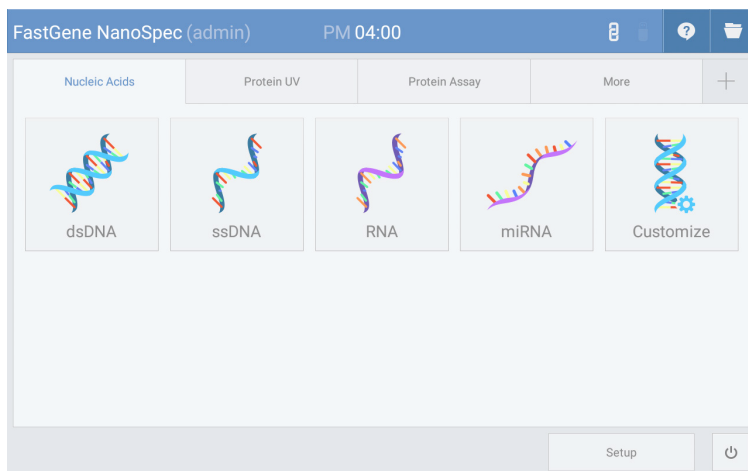 FastGene NanoSpec (admin) PM 04:00
Nucleic Acids Protein UV Protein Assay More
dsDNA ssDNA RNA miRNA Customize
Setup